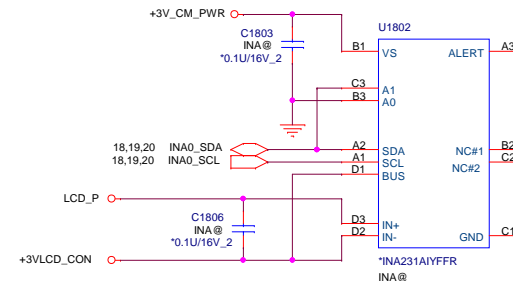 +3V_CM_PWR
U1802
C1803
INA@
*0.1U/16V_2
B1
VS
ALERT
A3
C3
A1
B3
A0
18,19,20 INA0_SDA
A2
SDA
NC#1
B2
18,19,20 INA0_SCL
A1
SCL
NC#2
C2
D1
BUS
LCD_P
C1806
INA@
*0.1U/16V_2
D3
IN+
D2
IN-
GND
C1
+3VLCD_CON
*INA231AIYFFR
INA@